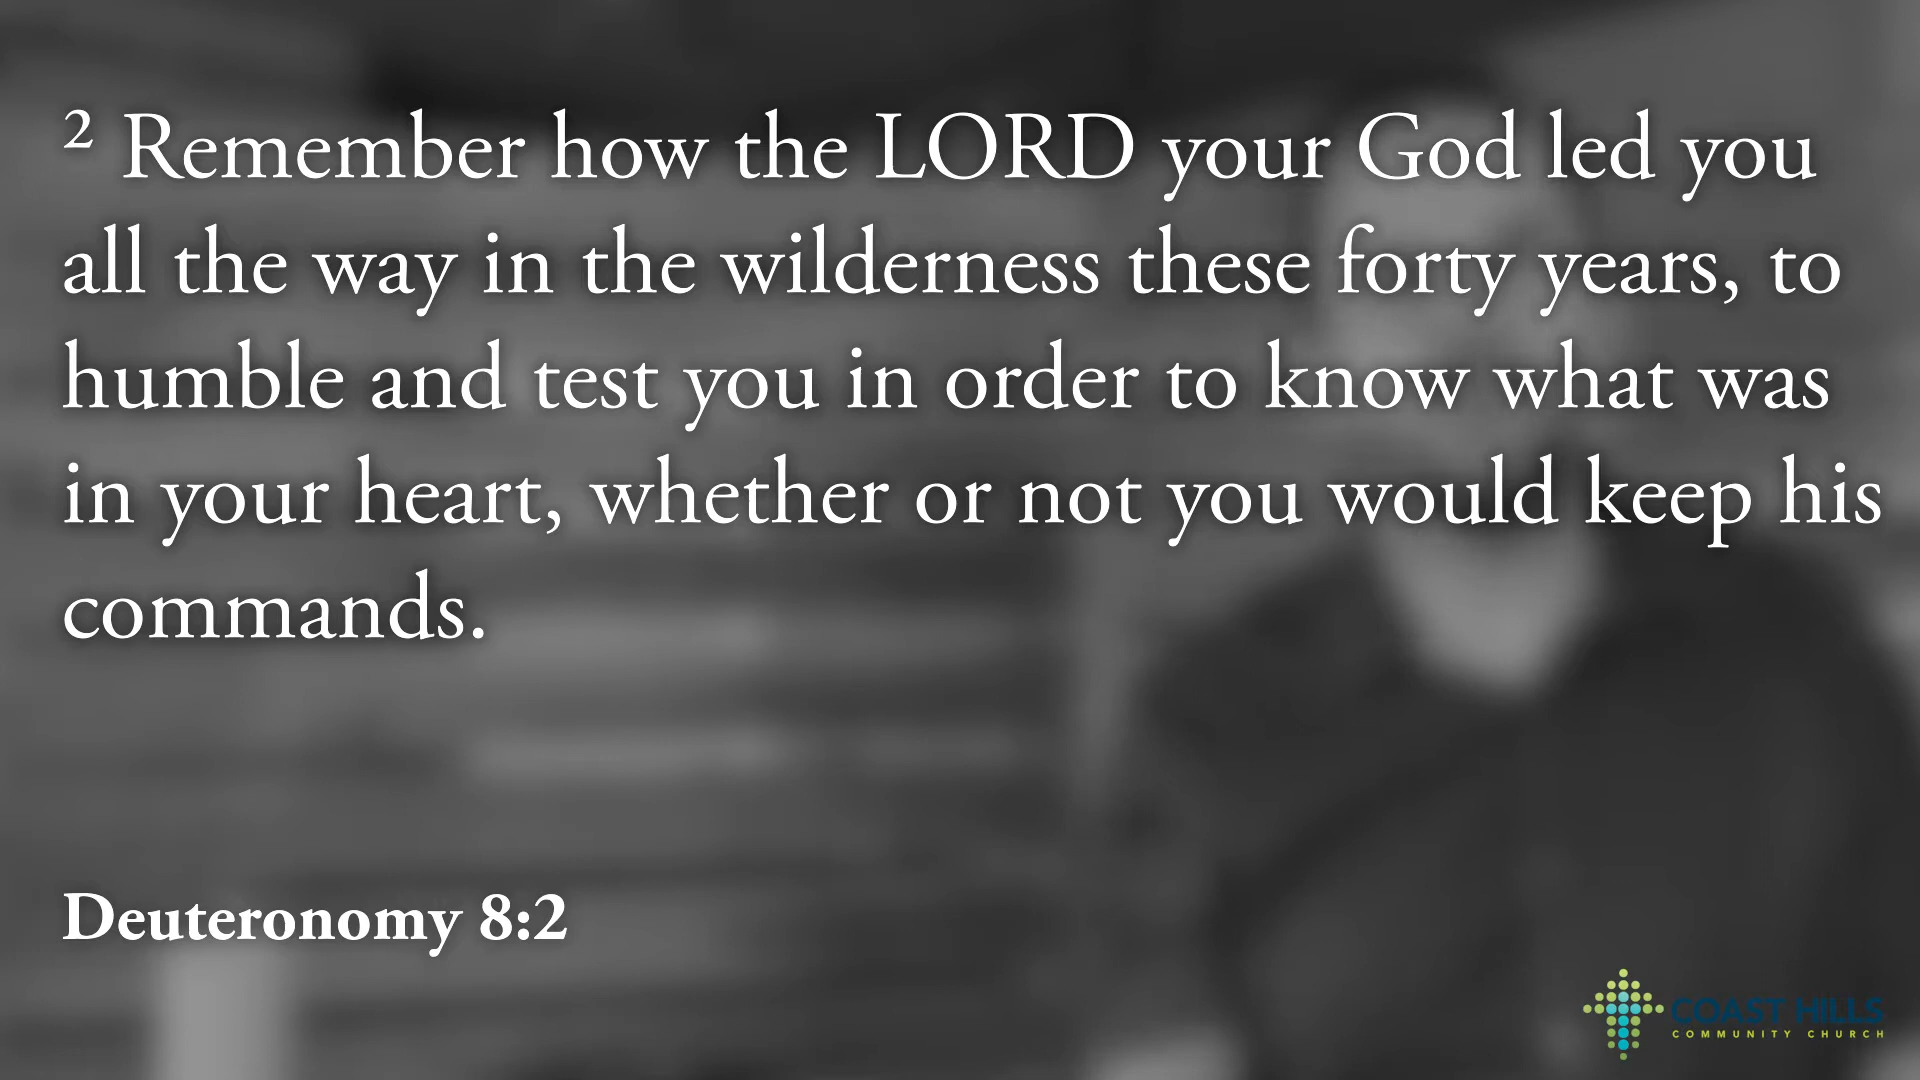 ² Remember how the LORD your God led you
all the way in the wilderness these forty years, to
humble and test you in order to know what was
in your heart, whether or not you would keep his
commands.
Deuteronomy 8:2
COAST HILLS
COMMUNITY CHURCH